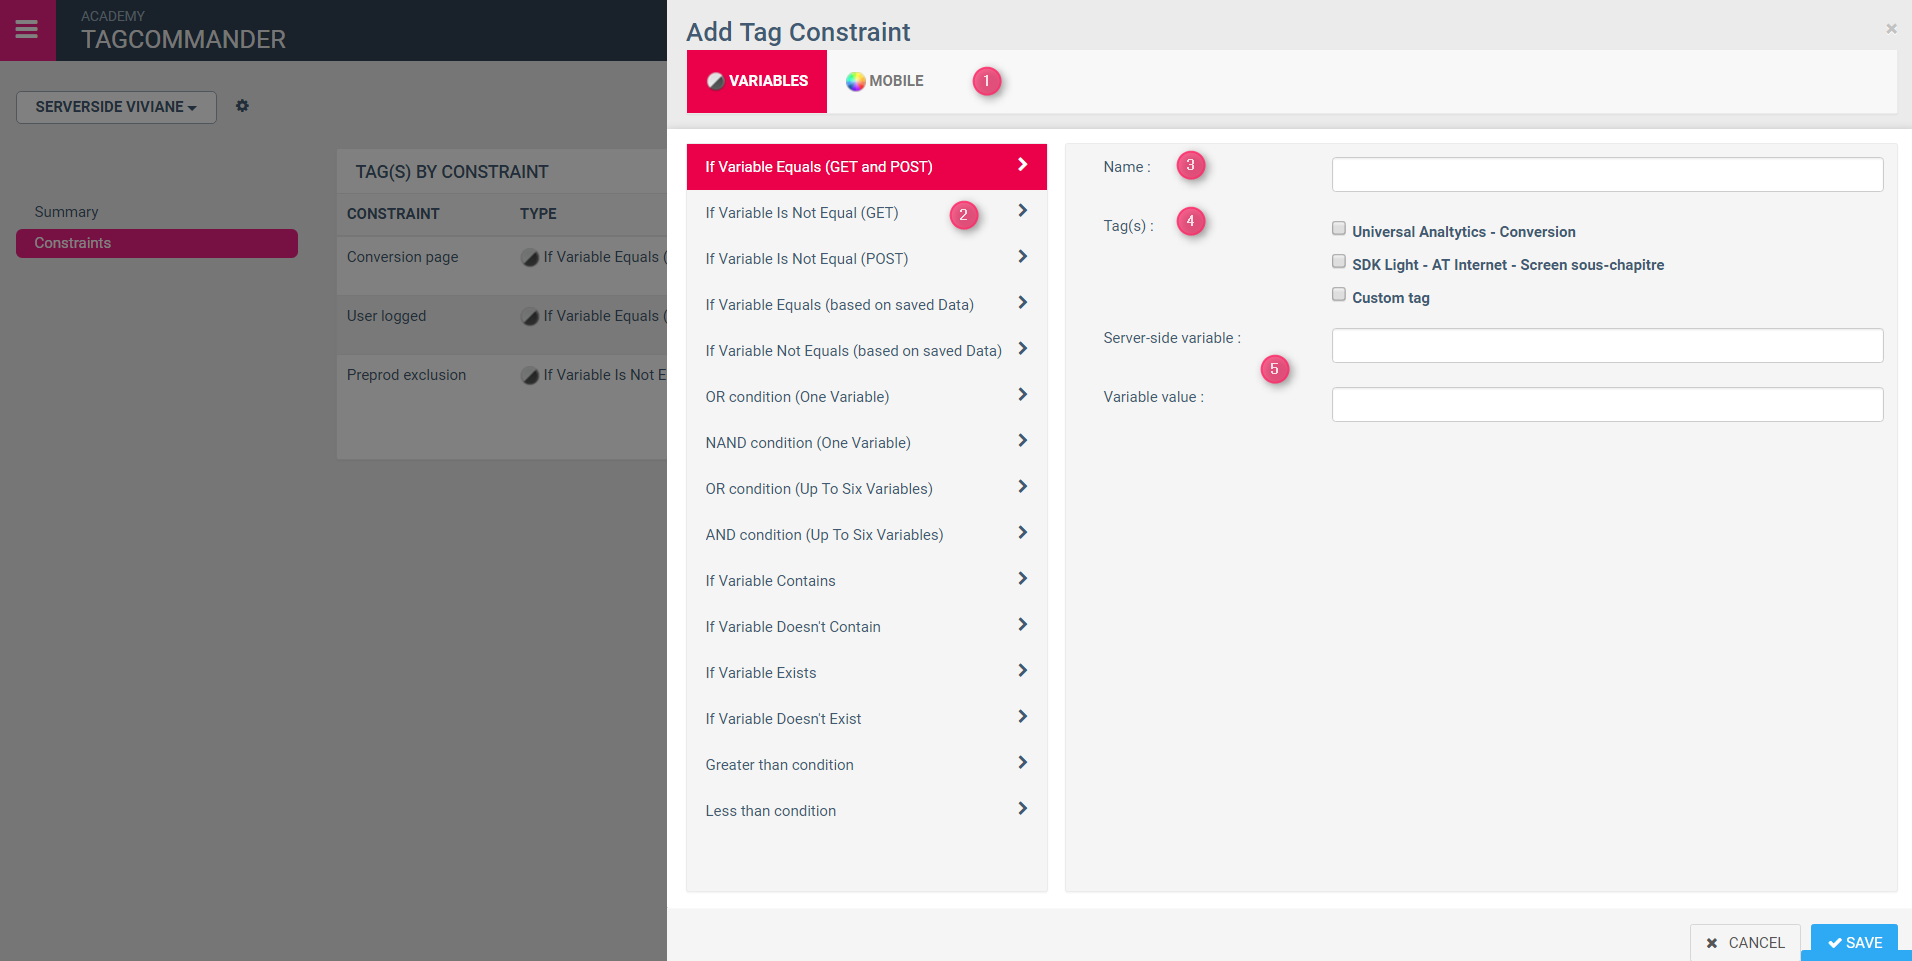 ACADEMY
TAGCOMMANDER
SERVERSIDE VIVIANE
Summary
Constraints
TAG(S) BY CONSTRAINT
CONSTRAINT TYPE
Conversion page If Variable Equals (
User logged If Variable Equals (
Preprod exclusion If Variable Is Not E
Add Tag Constraint
×
VARIABLES MOBILE 1
If Variable Equals (GET and POST)
If Variable Is Not Equal (GET) 2
If Variable Is Not Equal (POST)
If Variable Equals (based on saved Data)
If Variable Not Equals (based on saved Data)
OR condition (One Variable)
NAND condition (One Variable)
OR condition (Up To Six Variables)
AND condition (Up To Six Variables)
If Variable Contains
If Variable Doesn't Contain
If Variable Exists
If Variable Doesn't Exist
Greater than condition
Less than condition
Name : 3
Tag(s) : 4
Universal Analtytics - Conversion
SDK Light - AT Internet - Screen sous-chapitre
Custom tag
Server-side variable :
5
Variable value :
CANCEL SAVE